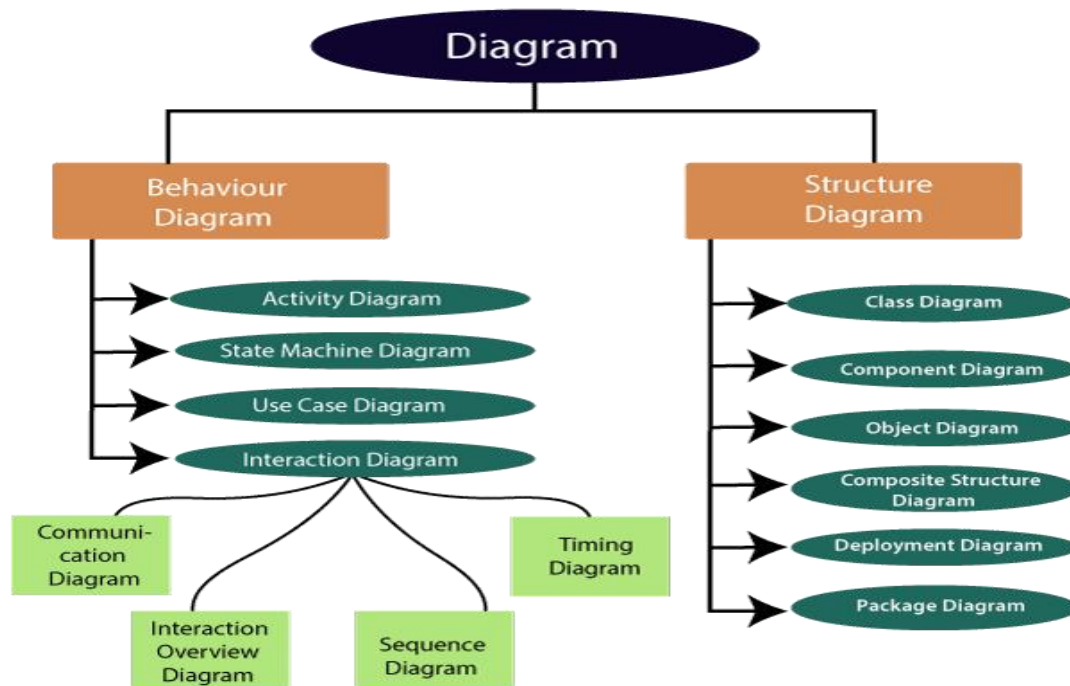 Diagram
Behaviour
Diagram
Activity Diagram
State Machine Diagram
Use Case Diagram
Interaction Diagram
Communi-
cation
Diagram
Interaction
Overview
Diagram
Sequence
Diagram
Timing
Diagram
Structure
Diagram
Class Diagram
Component Diagram
Object Diagram
Composite Structure
Diagram
Deployment Diagram
Package Diagram